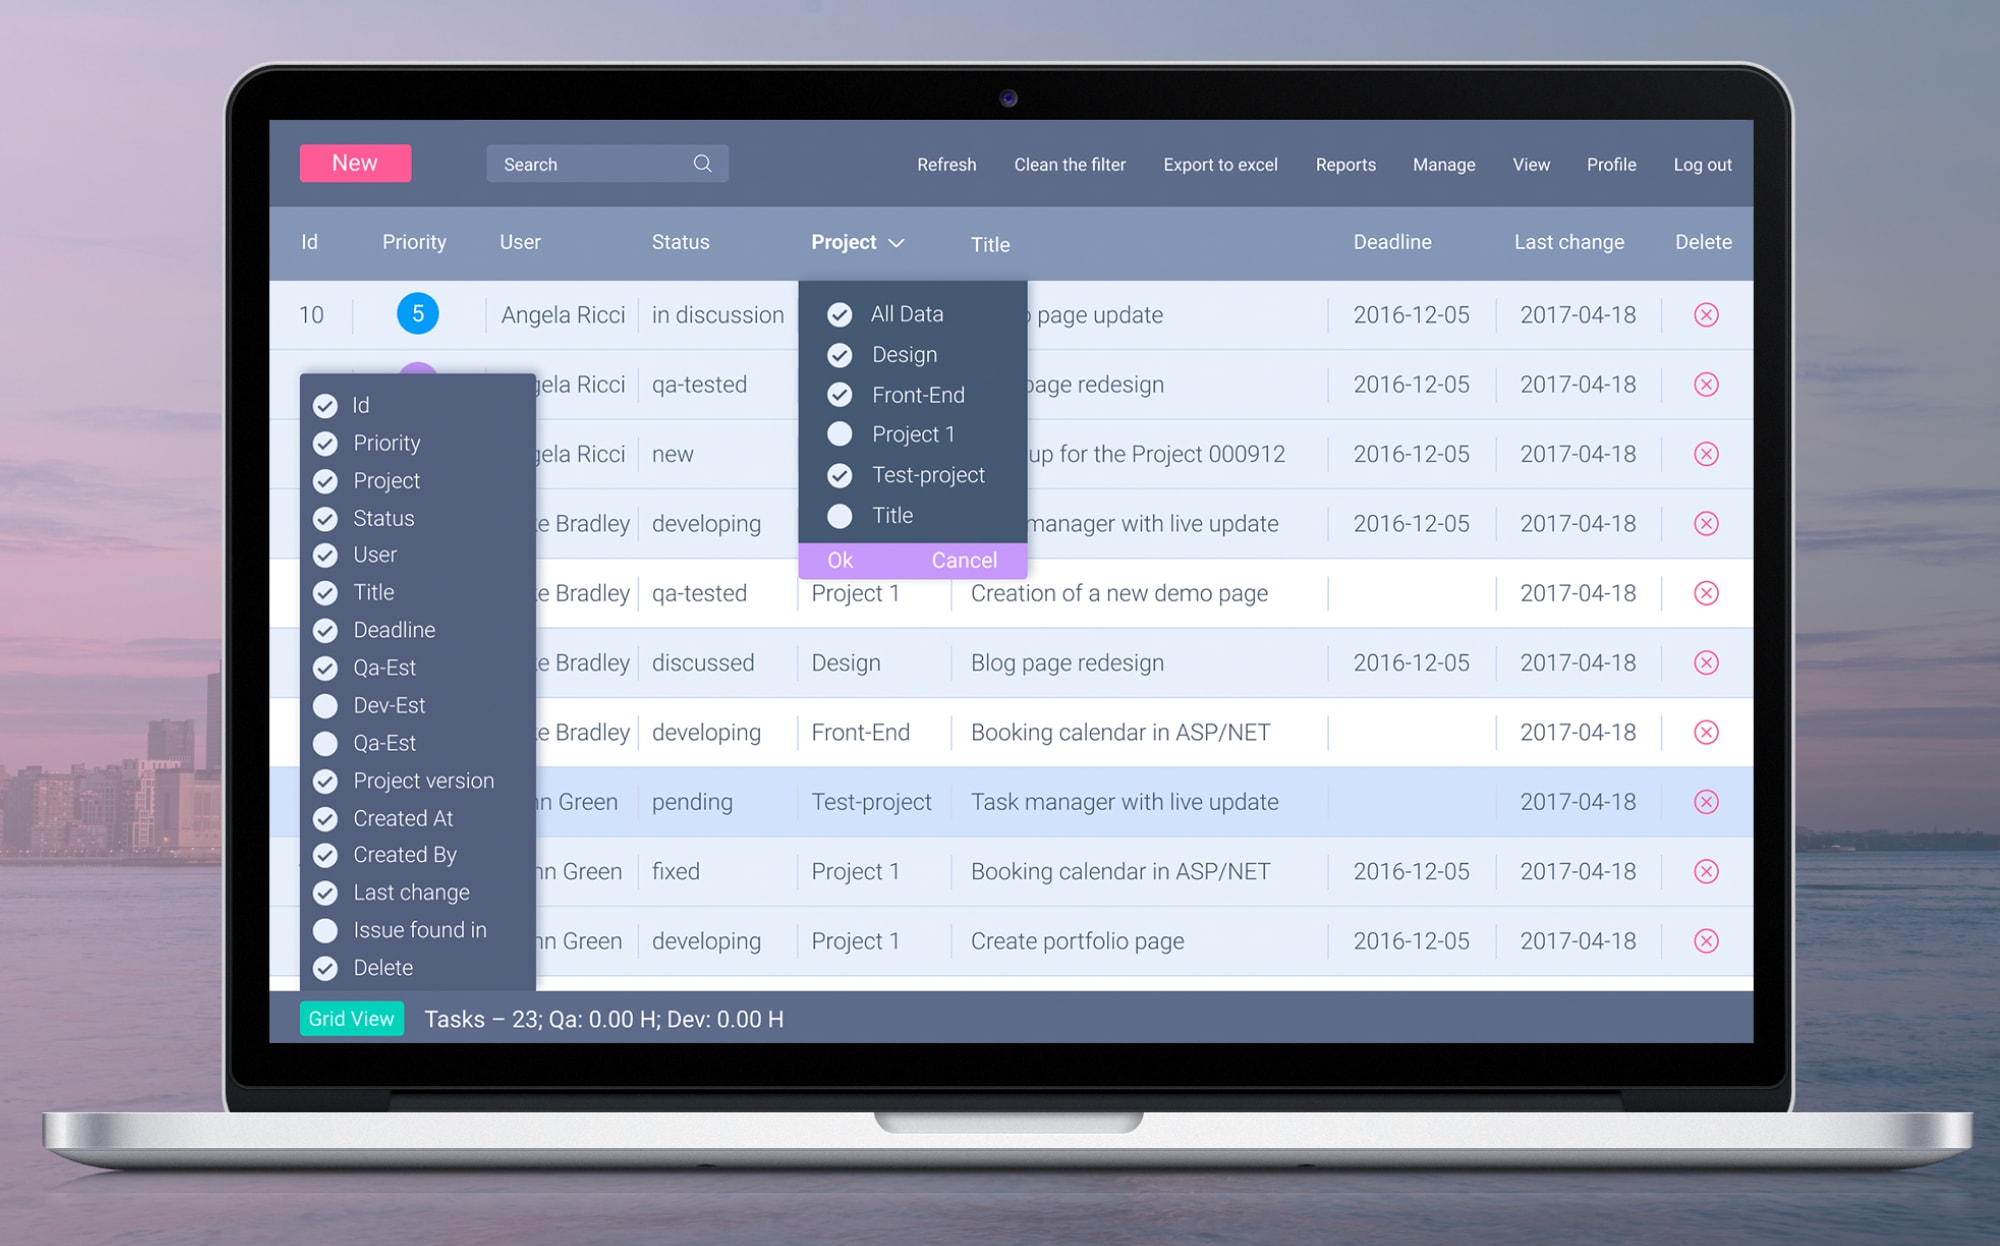 New Search Refresh Clean the filter Export to excel Reports Manage View Profile Log out
Id Priority User Status Project Title Deadline Last change Delete
10 5 Angela Ricci in discussion page update 2016-12-05 2017-04-18
Ricci qa-tested page redesign 2016-12-05 2017-04-18
Ricci new up for the Project 000912 2016-12-05 2017-04-18
Bradley developing manager with live update 2016-12-05 2017-04-18
Bradley qa-tested Project 1 Creation of a new demo page 2017-04-18
Bradley discussed Design Blog page redesign 2016-12-05 2017-04-18
Bradley developing Front-End Booking calendar in ASP/NET 2017-04-18
Green pending Test-project Task manager with live update 2017-04-18
Green fixed Project 1 Booking calendar in ASP/NET 2016-12-05 2017-04-18
Green developing Project 1 Create portfolio page 2016-12-05 2017-04-18
All Data
Design
Front-End
Project 1
Test-project
Title
Ok Cancel
Id
Priority
Project
Status
User
Title
Deadline
Qa-Est
Dev-Est
Qa-Est
Project version
Created At
Created By
Last change
Issue found in
Delete
Grid View Tasks – 23; Qa: 0.00 H; Dev: 0.00 H